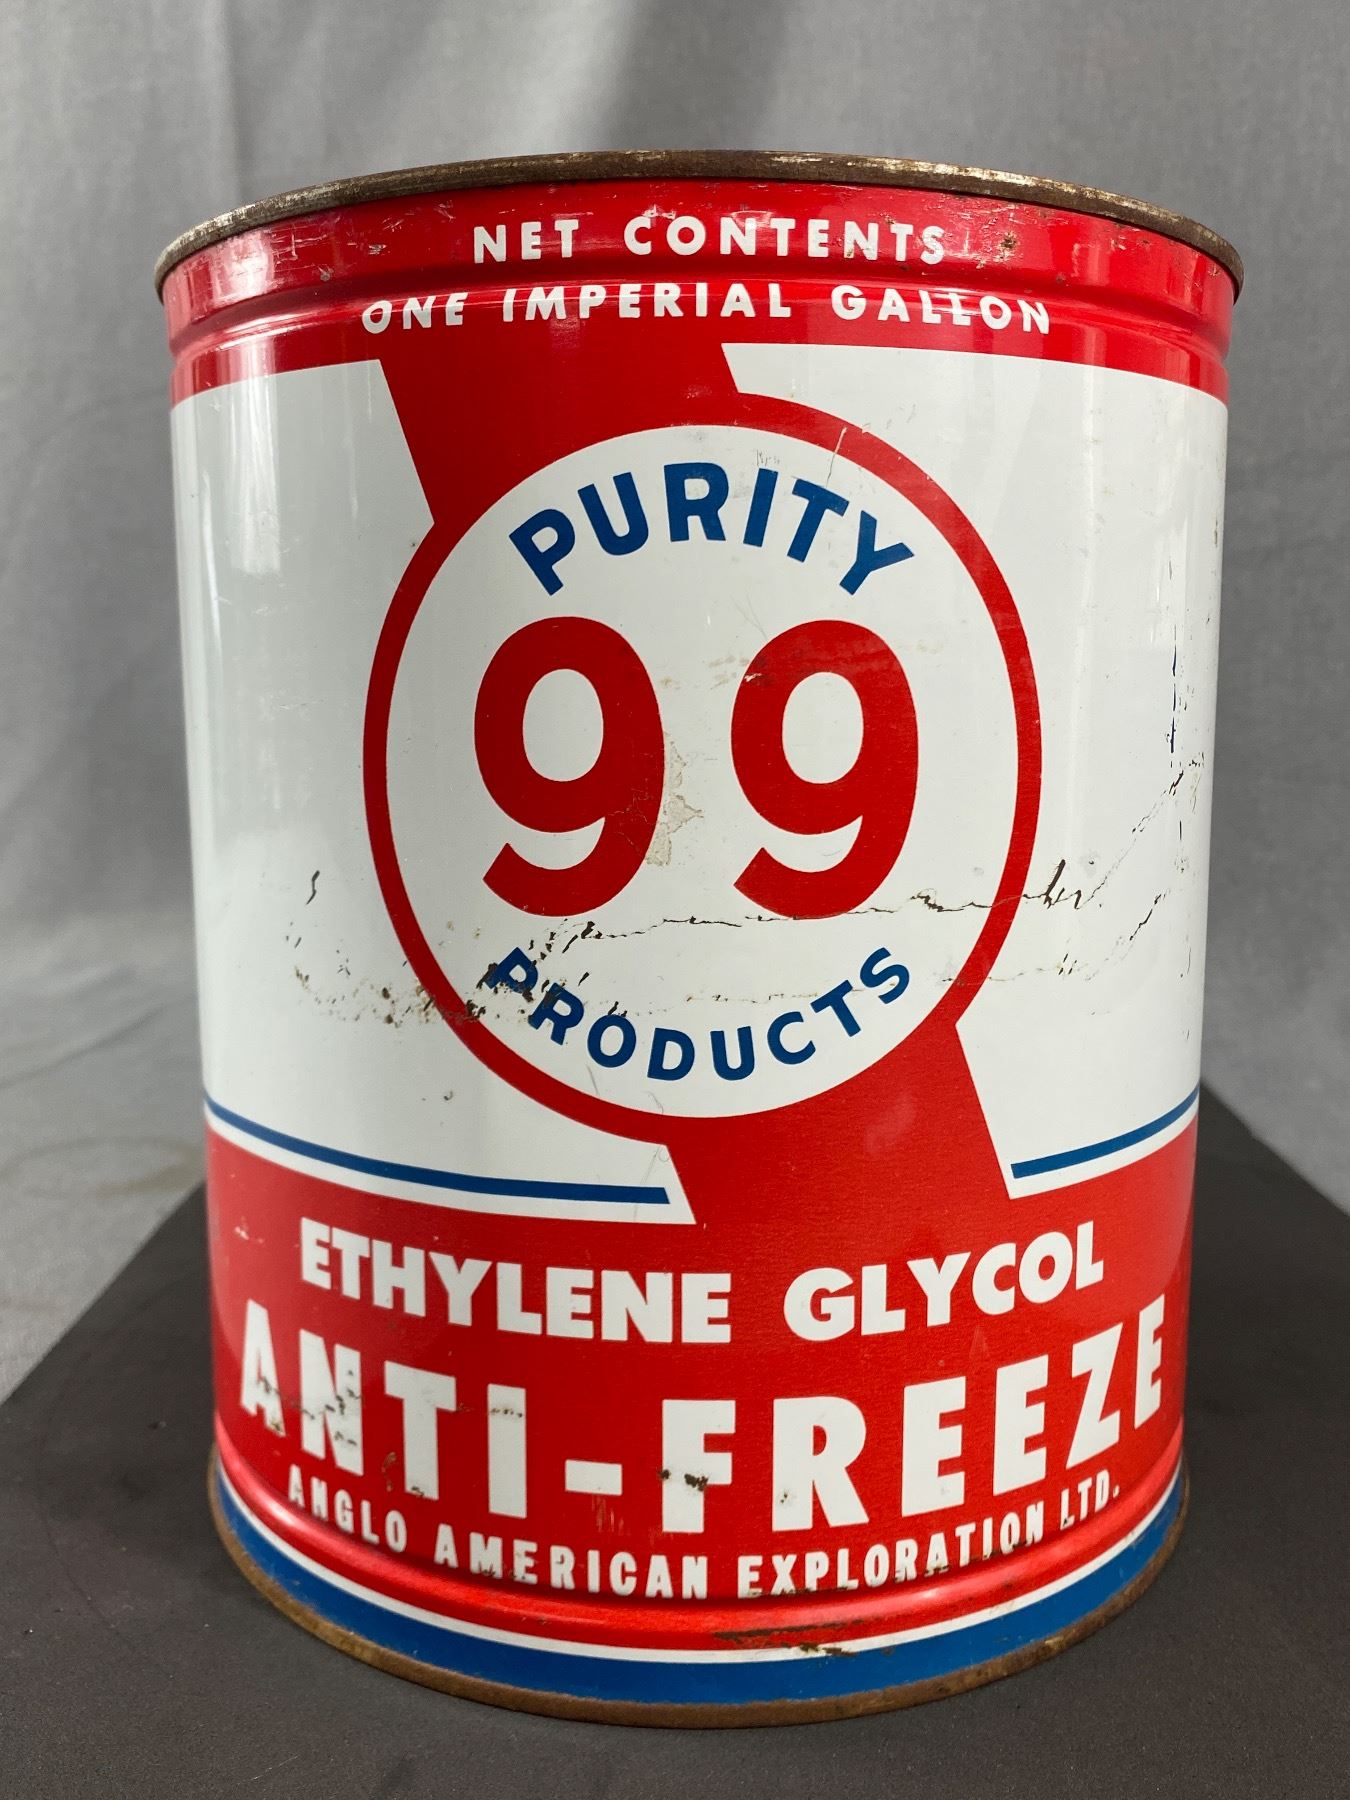 NET CONTENTS
ONE IMPERIAL GALLON
PURITY
99
PRODUCTS
ETHYLENE GLYCOL
ANTI-FREEZE
ANGLO AMERICAN EXPLORATION LTD.